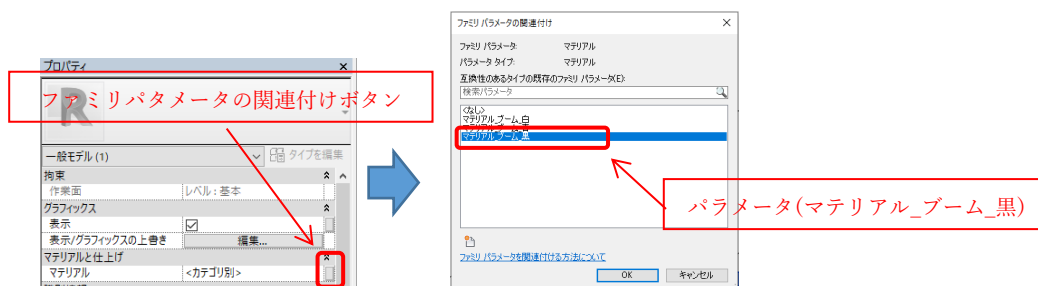 プロパティ
ファミリパタメータの関連付けボタン
一般モデル (1)
タイプを編集
拘束
作業面
レベル : 基本
グラフィックス
表示
表示/グラフィックスの上書き
編集...
マテリアルと仕上げ
マテリアル
<カテゴリ別>
ファミリ パラメータの関連付け
ファミリ パラメータ:
マテリアル
パラメータ タイプ:
マテリアル
互換性のあるタイプの既存のファミリ パラメータ(E):
検索パラメータ
<なし>
マテリアル_ブーム_白
マテリアル_ブーム_黒
パラメータ(マテリアル_ブーム_黒)
ファミリ パラメータを関連付ける方法について
OK
キャンセル